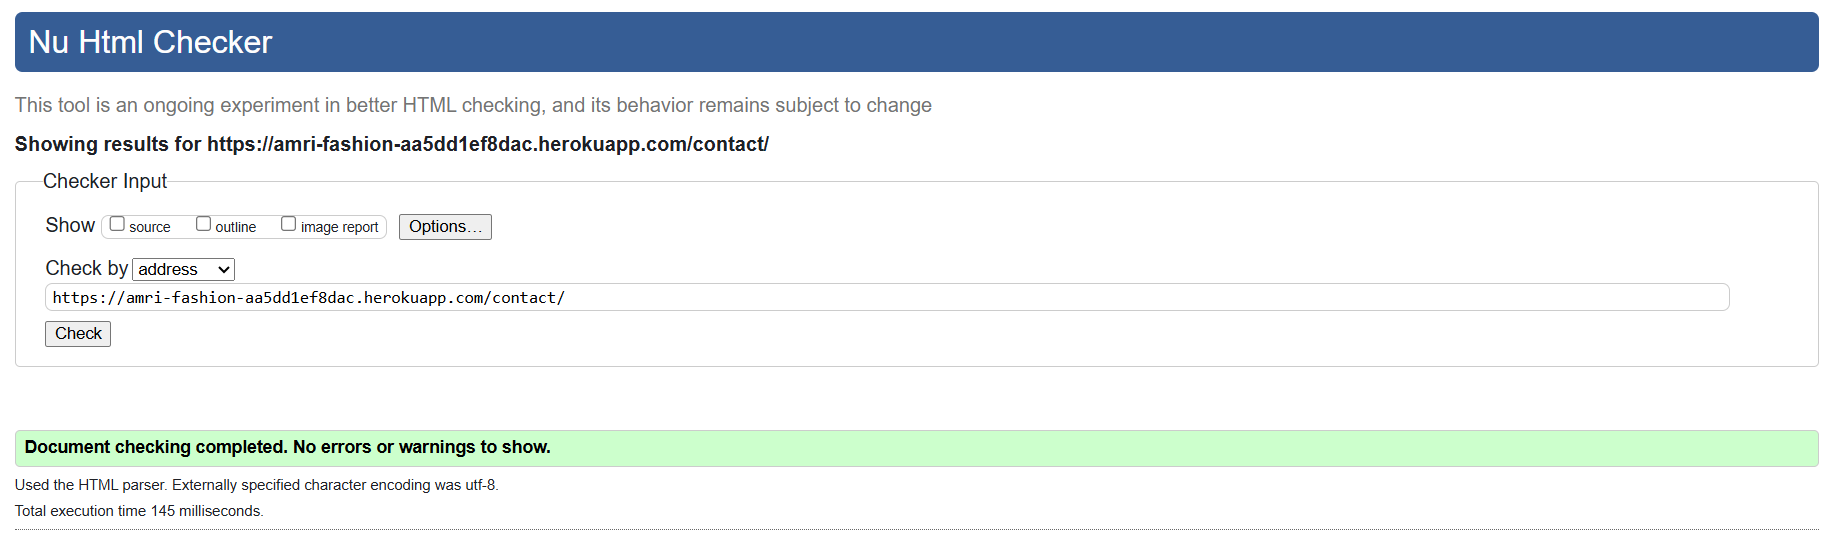 Nu Html Checker
This tool is an ongoing experiment in better HTML checking, and its behavior remains subject to change
Showing results for https://amri-fashion-aa5dd1ef8dac.herokuapp.com/contact/
Checker Input
Show source outline image report Options...
Check by address
https://amri-fashion-aa5dd1ef8dac.herokuapp.com/contact/
Check
Document checking completed. No errors or warnings to show.
Used the HTML parser. Externally specified character encoding was utf-8.
Total execution time 145 milliseconds.